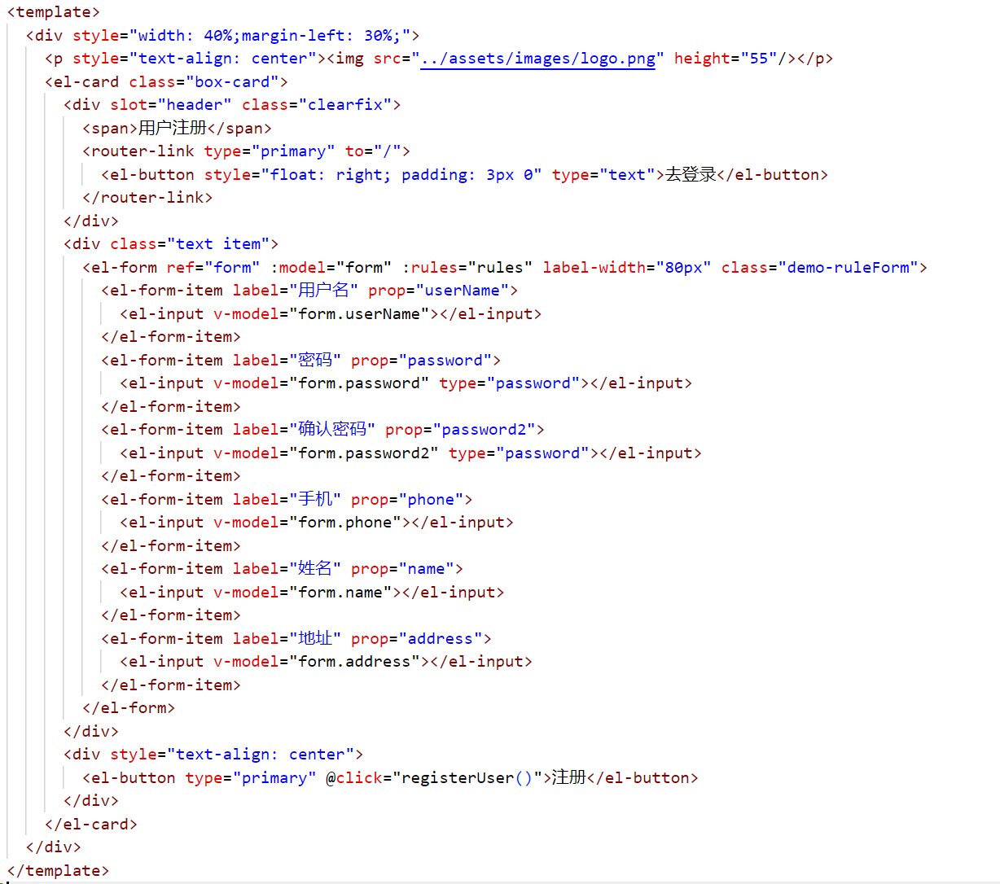 <template>
  <div style="width: 40%;margin-left: 30%;">
    <p style="text-align: center"><img src="../assets/images/logo.png" height="55"/></p>
    <el-card class="box-card">
      <div slot="header" class="clearfix">
        <span>用户注册</span>
        <router-link type="primary" to="/">
          <el-button style="float: right; padding: 3px 0" type="text">去登录</el-button>
        </router-link>
      </div>
      <div class="text item">
        <el-form ref="form" :model="form" :rules="rules" label-width="80px" class="demo-ruleForm">
          <el-form-item label="用户名" prop="userName">
            <el-input v-model="form.userName"></el-input>
          </el-form-item>
          <el-form-item label="密码" prop="password">
            <el-input v-model="form.password" type="password"></el-input>
          </el-form-item>
          <el-form-item label="确认密码" prop="password2">
            <el-input v-model="form.password2" type="password"></el-input>
          </el-form-item>
          <el-form-item label="手机" prop="phone">
            <el-input v-model="form.phone"></el-input>
          </el-form-item>
          <el-form-item label="姓名" prop="name">
            <el-input v-model="form.name"></el-input>
          </el-form-item>
          <el-form-item label="地址" prop="address">
            <el-input v-model="form.address"></el-input>
          </el-form-item>
        </el-form>
      </div>
      <div style="text-align: center">
        <el-button type="primary" @click="registerUser()">注册</el-button>
      </div>
    </el-card>
  </div>
</template>